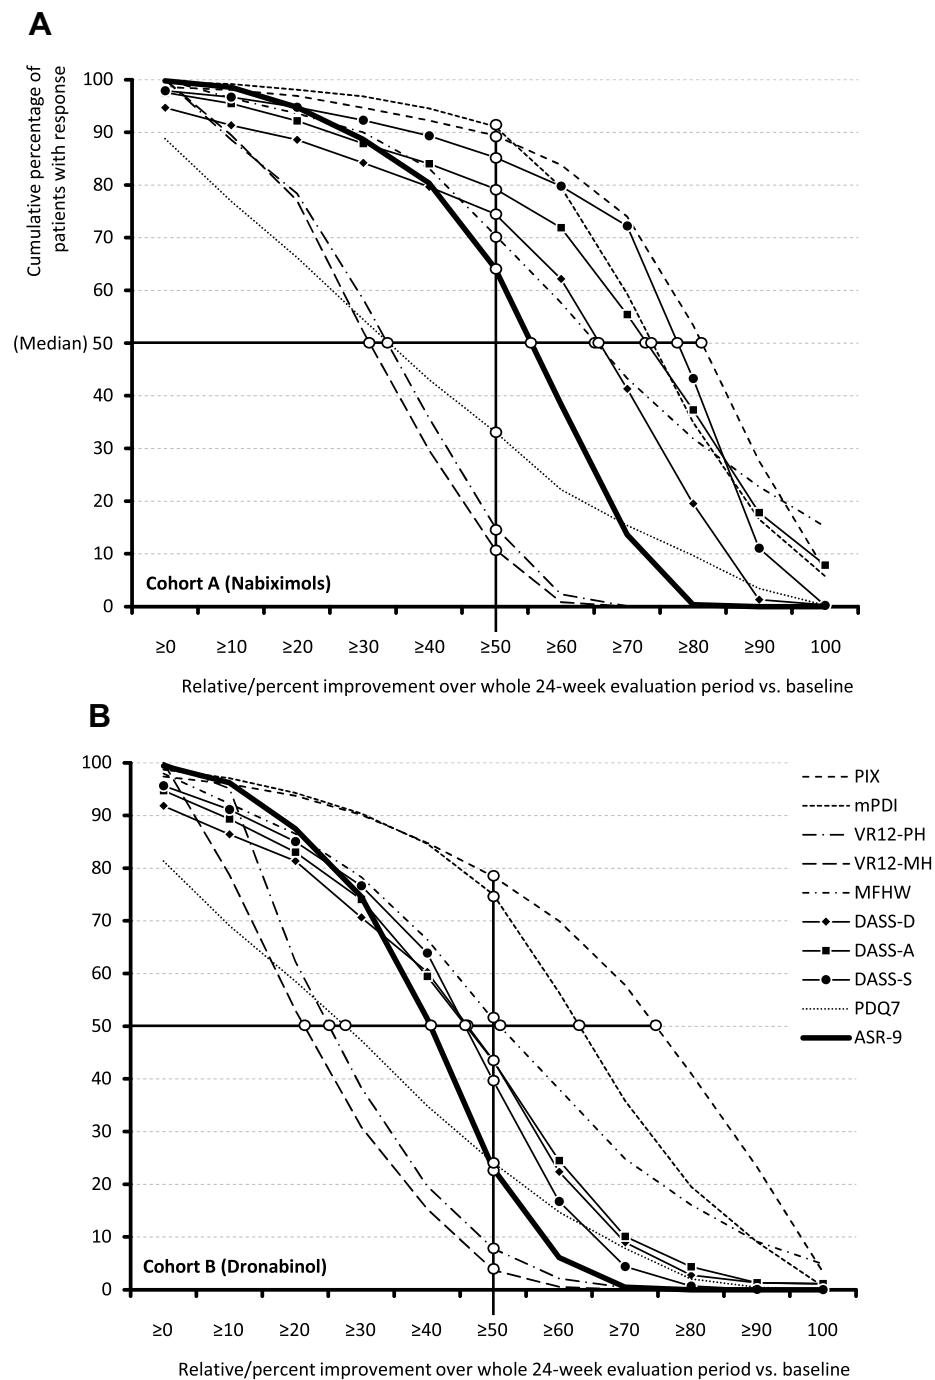 A
Cumulative percentage of
patients with response
100
90
80
70
60
(Median) 50
40
30
20
10
0
Cohort A (Nabiximols)
≥0 ≥10 ≥20 ≥30 ≥40 ≥50 ≥60 ≥70 ≥80 ≥90 100
Relative/percent improvement over whole 24-week evaluation period vs. baseline
B
100
90
80
70
60
50
40
30
20
10
0
PIX
mPDI
VR12-PH
VR12-MH
MFHW
DASS-D
DASS-A
DASS-S
PDQ7
ASR-9
Cohort B (Dronabinol)
≥0 ≥10 ≥20 ≥30 ≥40 ≥50 ≥60 ≥70 ≥80 ≥90 100
Relative/percent improvement over whole 24-week evaluation period vs. baseline